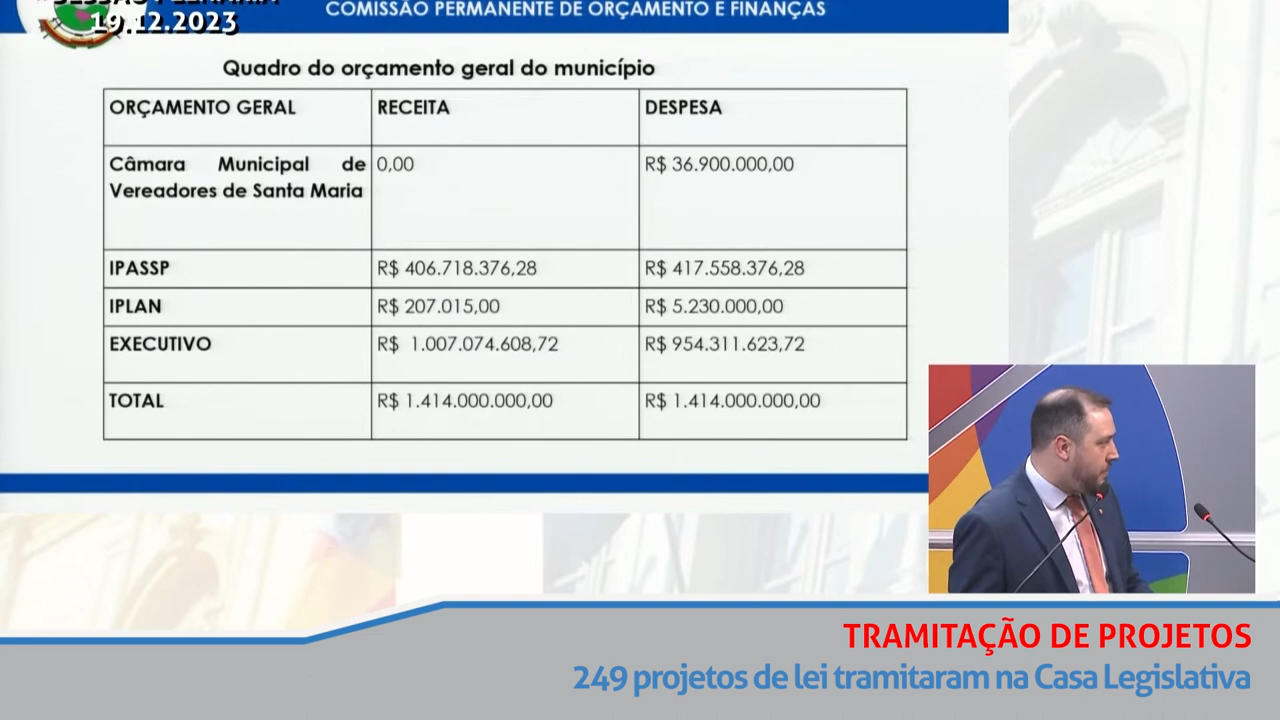 SESSÃO PLENÁRIA
19.12.2023
COMISSÃO PERMANENTE DE ORÇAMENTO E FINANÇAS
Quadro do orçamento geral do município
ORÇAMENTO GERAL RECEITA DESPESA
Câmara Municipal de 0,00 R$ 36.900.000,00
Vereadores de Santa Maria
IPASSP R$ 406.718.376,28 R$ 417.558.376,28
IPLAN R$ 207.015,00 R$ 5.230.000,00
EXECUTIVO R$ 1.007.074.608,72 R$ 954.311.623,72
TOTAL R$ 1.414.000.000,00 R$ 1.414.000.000,00
TRAMITAÇÃO DE PROJETOS
249 projetos de lei tramitaram na Casa Legislativa